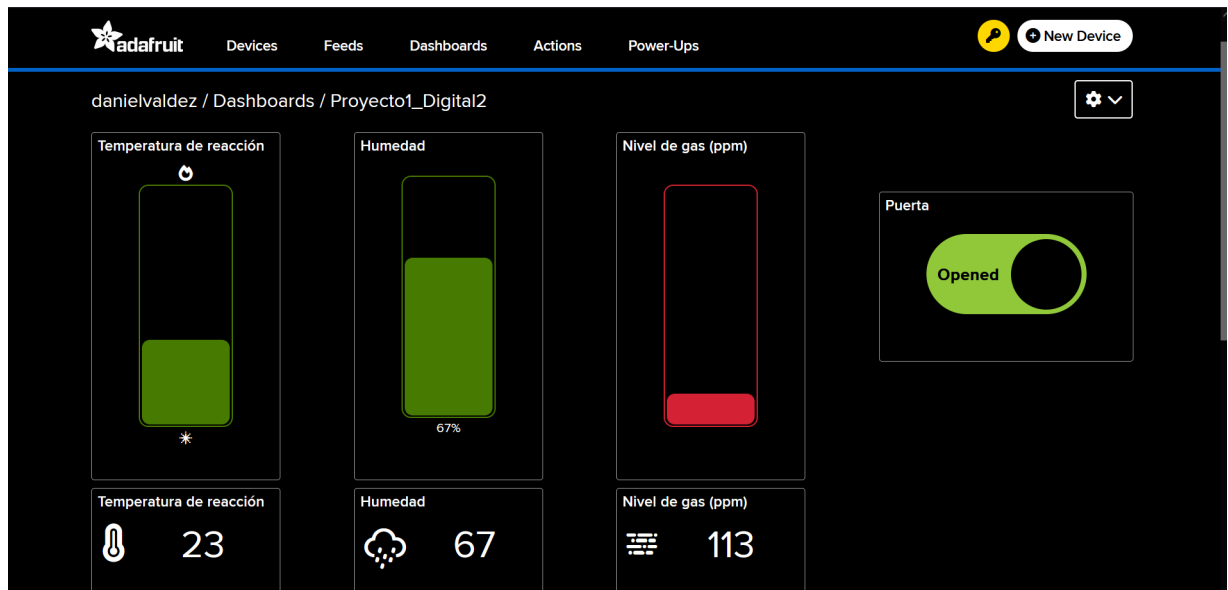 adafruit Devices Feeds Dashboards Actions Power-Ups New Device
danielvaldez / Dashboards / Proyecto1_Digital2
Temperatura de reacción
Humedad
67%
Nivel de gas (ppm)
Puerta
Opened
Temperatura de reacción
23
Humedad
67
Nivel de gas (ppm)
113